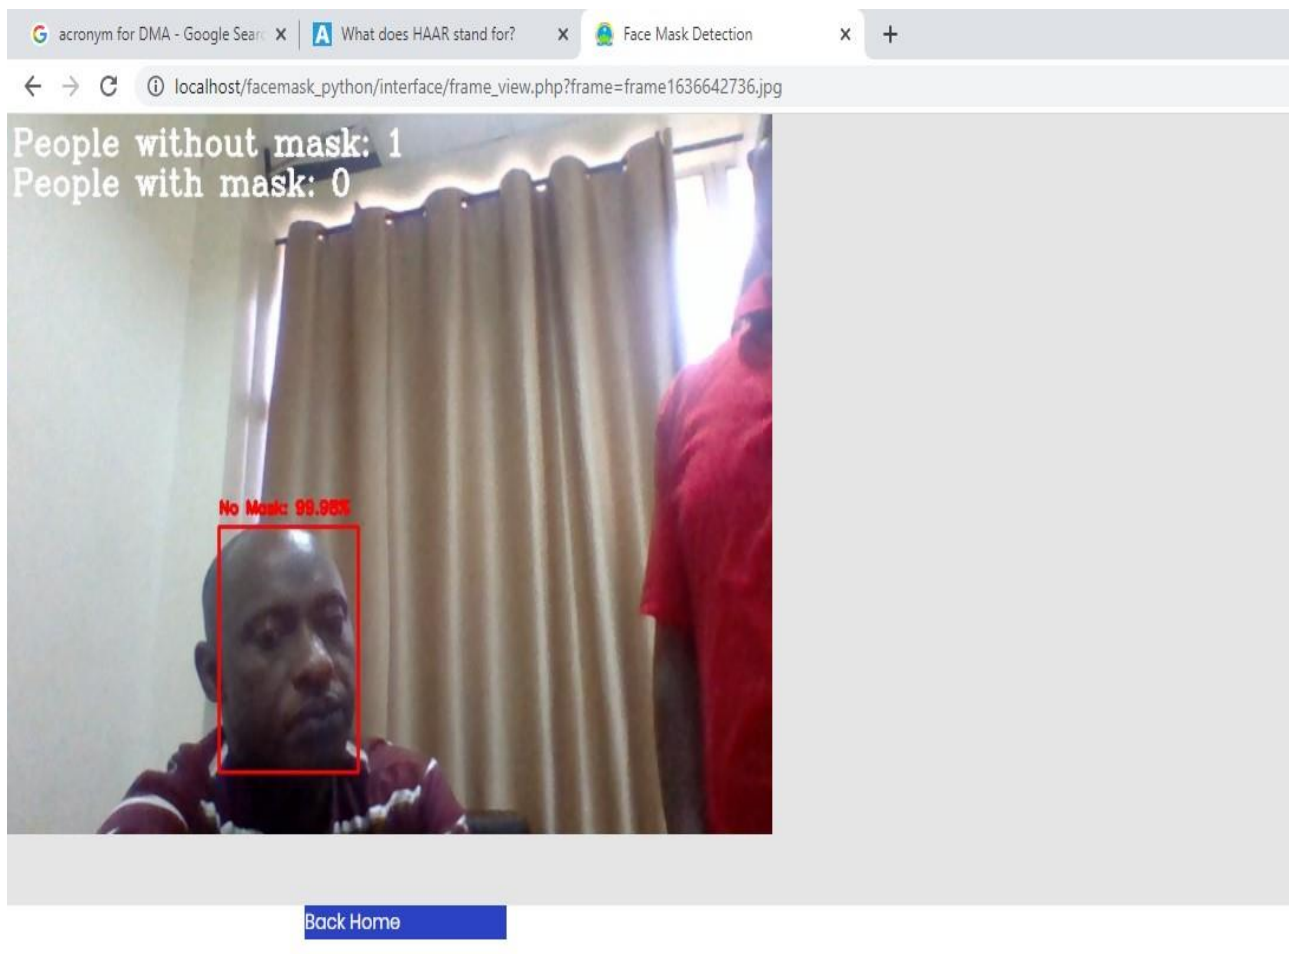 acronym for DMA - Google Searc
What does HAAR stand for?
Face Mask Detection
localhost/facemask_python/interface/frame_view.php?frame=frame1636642736.jpg
People without mask: 1
People with mask: 0
No Mask: 99.98%
Back Home